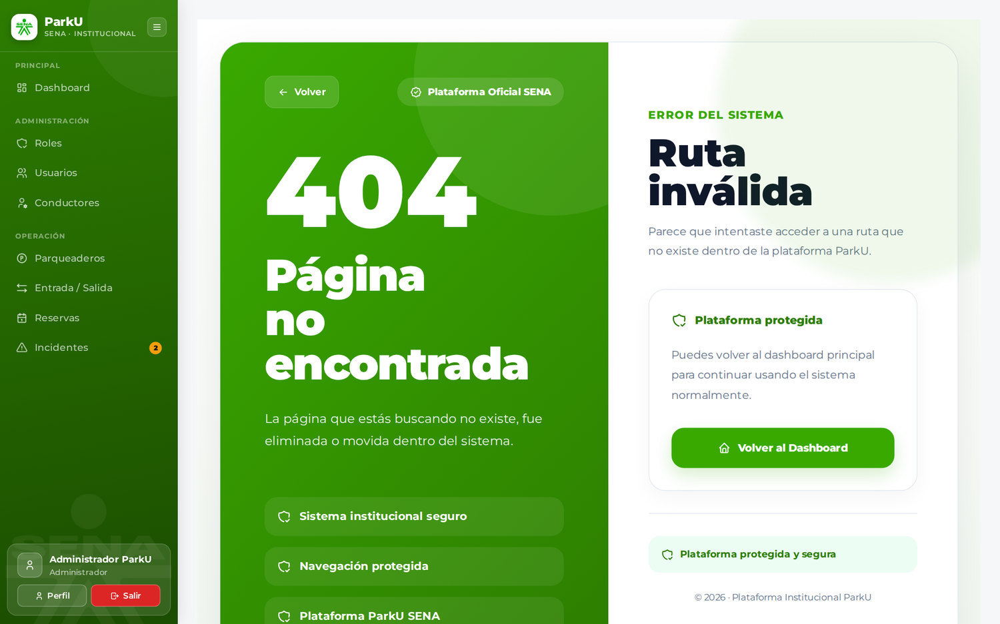 SENA
ParkU
SENA · INSTITUCIONAL
PRINCIPAL
Dashboard
ADMINISTRACIÓN
Roles
Usuarios
Conductores
OPERACIÓN
Parqueaderos
Entrada / Salida
Reservas
Incidentes
2
SENA
Administrador ParkU
Administrador
Perfil
Salir
Volver
Plataforma Oficial SENA
404
Página
no
encontrada
La página que estás buscando no existe, fue
eliminada o movida dentro del sistema.
Sistema institucional seguro
Navegación protegida
Plataforma ParkU SENA
ERROR DEL SISTEMA
Ruta
inválida
Parece que intentaste acceder a una ruta que
no existe dentro de la plataforma ParkU.
Plataforma protegida
Puedes volver al dashboard principal
para continuar usando el sistema
normalmente.
Volver al Dashboard
Plataforma protegida y segura
© 2026 · Plataforma Institucional ParkU